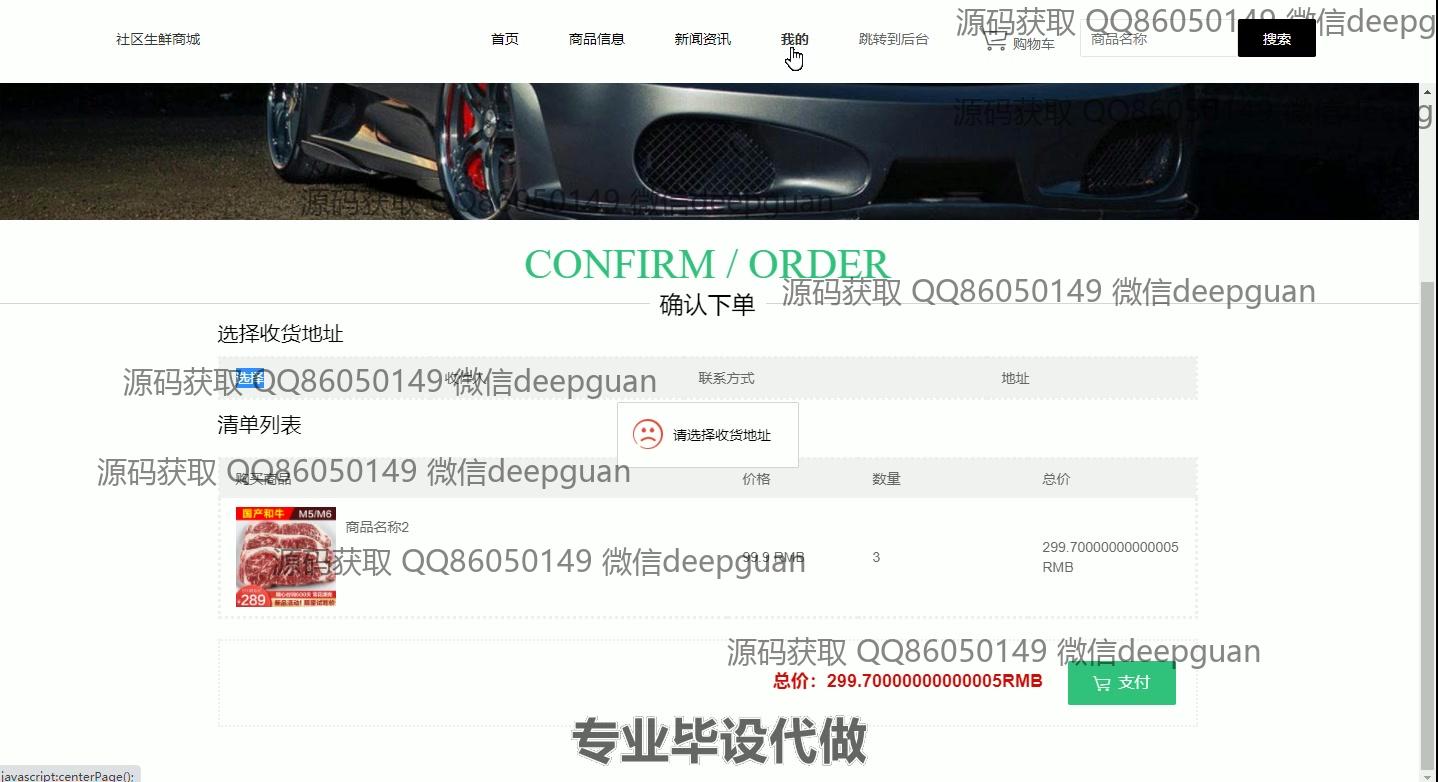 社区生鲜商城 首页 商品信息 新闻资讯 我的 跳转到后台 购物车 商品名称 搜索
源码获取 QQ86050149 微信deepg
源码获取 QQ86050149 微信deepg
源码获取 QQ86050149 微信deepguan
CONFIRM / ORDER
源码获取 QQ86050149 微信deepguan
确认下单
选择收货地址
选择 收件人 联系方式 地址
源码获取 QQ86050149 微信deepguan
清单列表
请选择收货地址
源码获取 QQ86050149 微信deepguan
购买商品 价格 数量 总价
国产和牛 M5/M6
289
商品名称2
99.9 RMB 3 299.70000000000005
RMB
源码获取 QQ86050149 微信deepguan
源码获取 QQ86050149 微信deepguan
总价：299.70000000000005RMB 支付
专业毕设代做
javascript:centerPage();